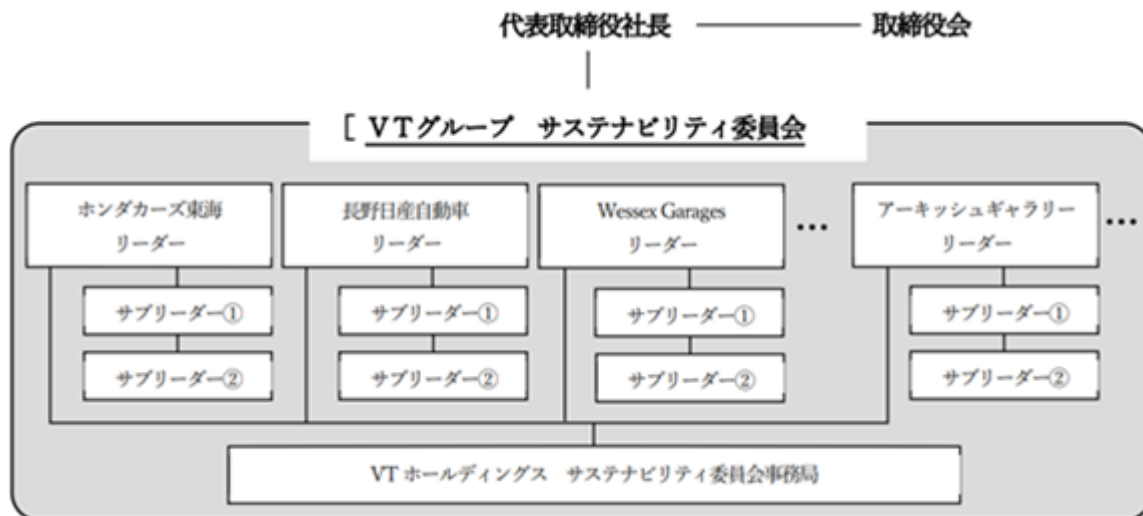 代表取締役社長 取締役会
[ ＶＴグループ　サステナビリティ委員会
ホンダカーズ東海
リーダー
サブリーダー①
サブリーダー②
長野日産自動車
リーダー
サブリーダー①
サブリーダー②
Wessex Garages
リーダー
サブリーダー①
サブリーダー②
•••
アーキッシュギャラリー
リーダー
サブリーダー①
サブリーダー②
•••
VT ホールディングス　サステナビリティ委員会事務局